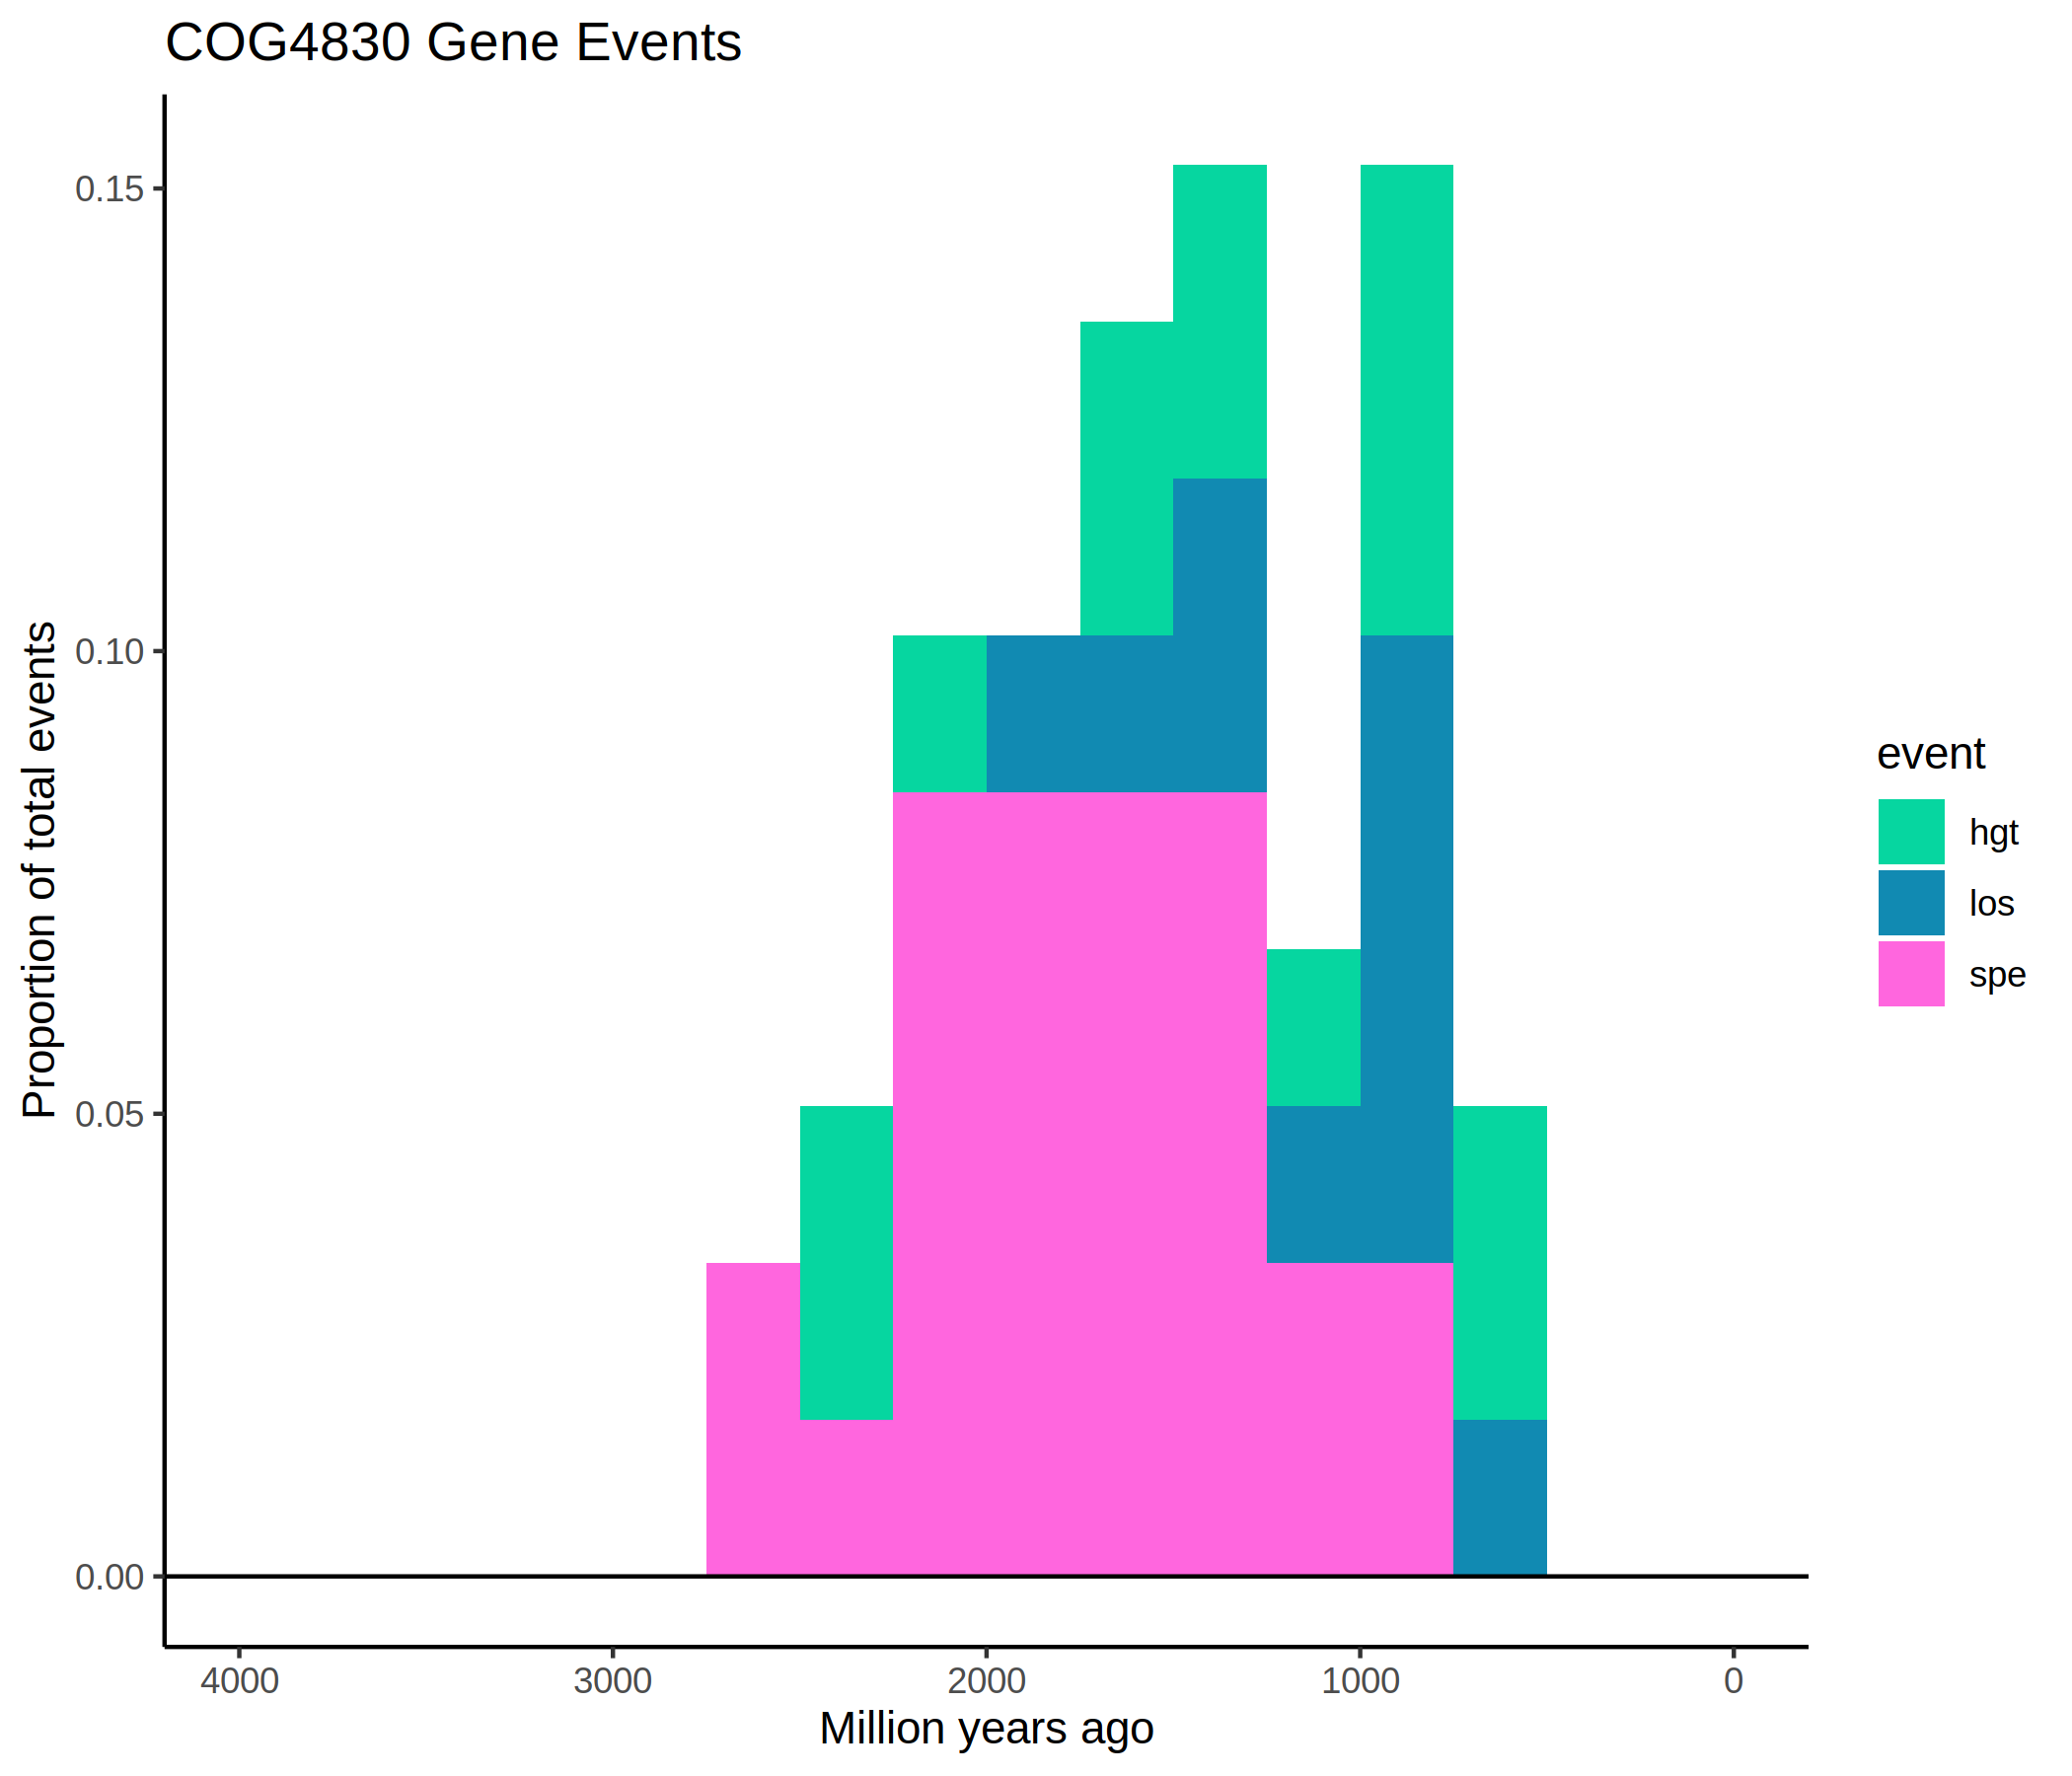 COG4830 Gene Events
Proportion of total events
0.15
0.10
0.05
0.00
4000
3000
2000
1000
0
Million years ago
event
hgt
los
spe